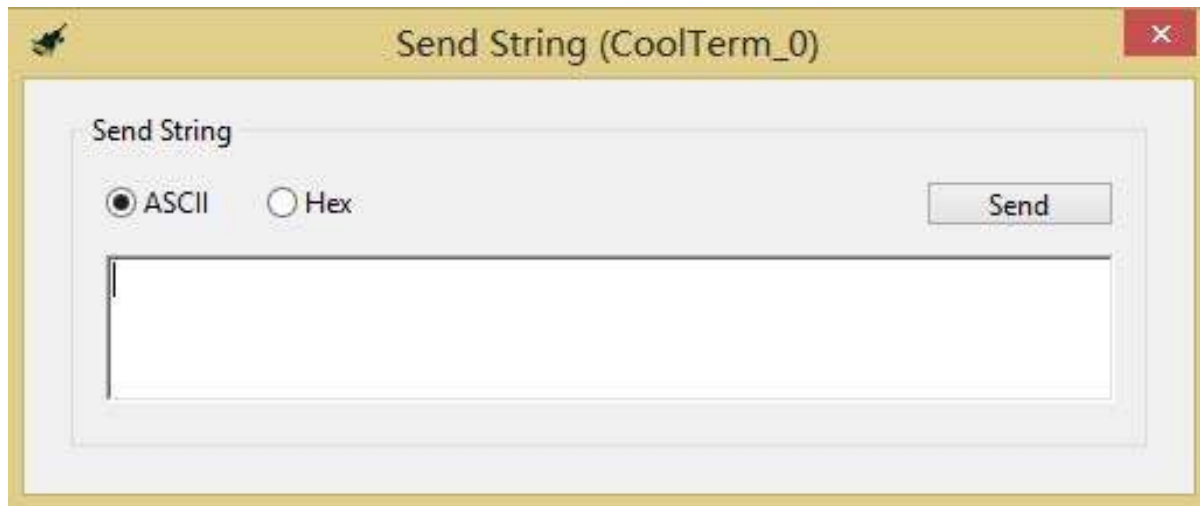 Send String (CoolTerm_0)
Send String
ASCII Hex Send